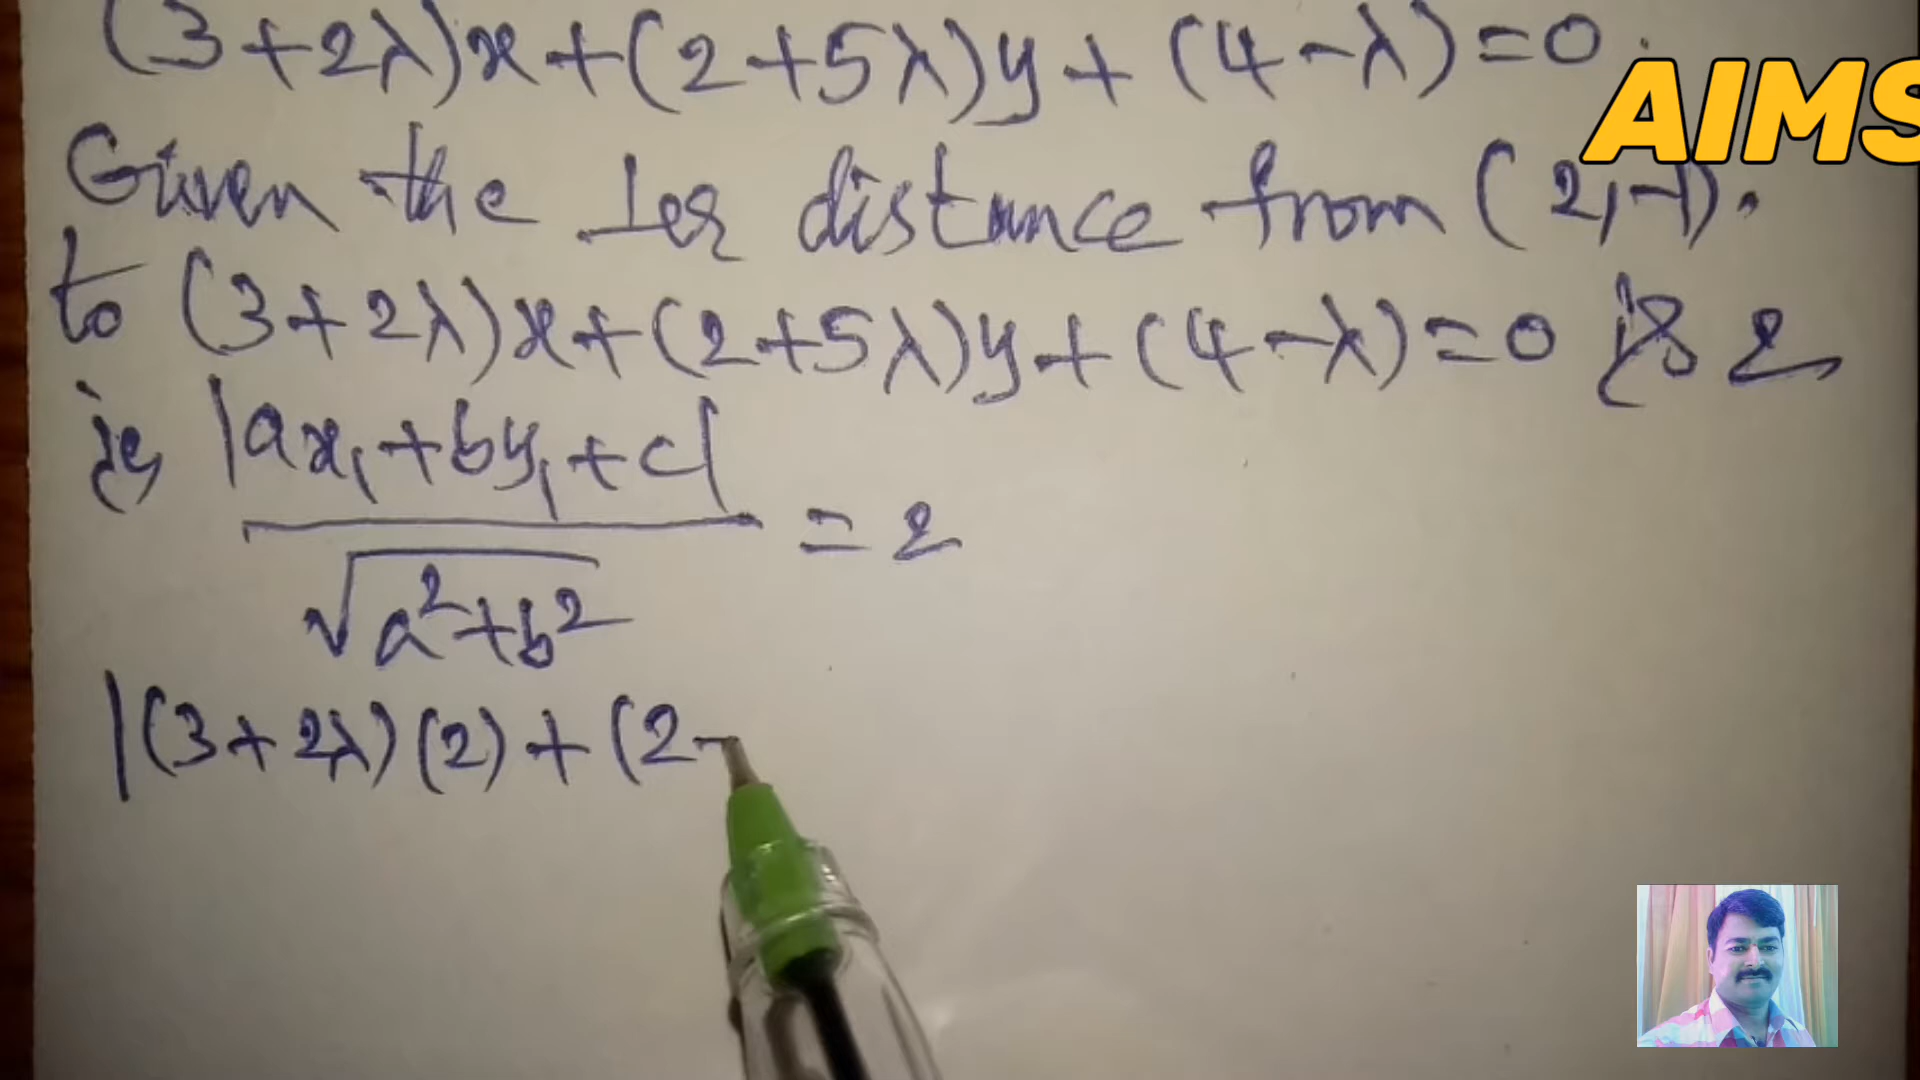 (3+2λ)x+(2+5λ)y+(4-λ)=0.
AIMS
Given the ⊥er distance from (2,-1).
to (3+2λ)x+(2+5λ)y+(4-λ)=0 is 2
ie |ax₁+by₁+c|
= 2
√a²+b²
|(3+2λ)(2)+(2-